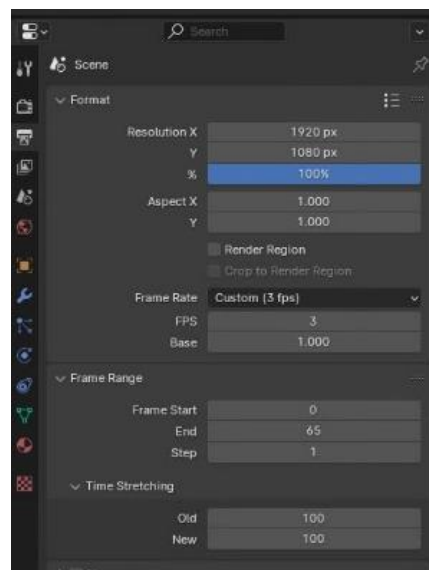 Search
Scene
Format
Resolution X 1920 px
Y 1080 px
% 100%
Aspect X 1.000
Y 1.000
Render Region
Crop to Render Region
Frame Rate Custom (3 fps)
FPS 3
Base 1.000
Frame Range
Frame Start 0
End 65
Step 1
Time Stretching
Old 100
New 100